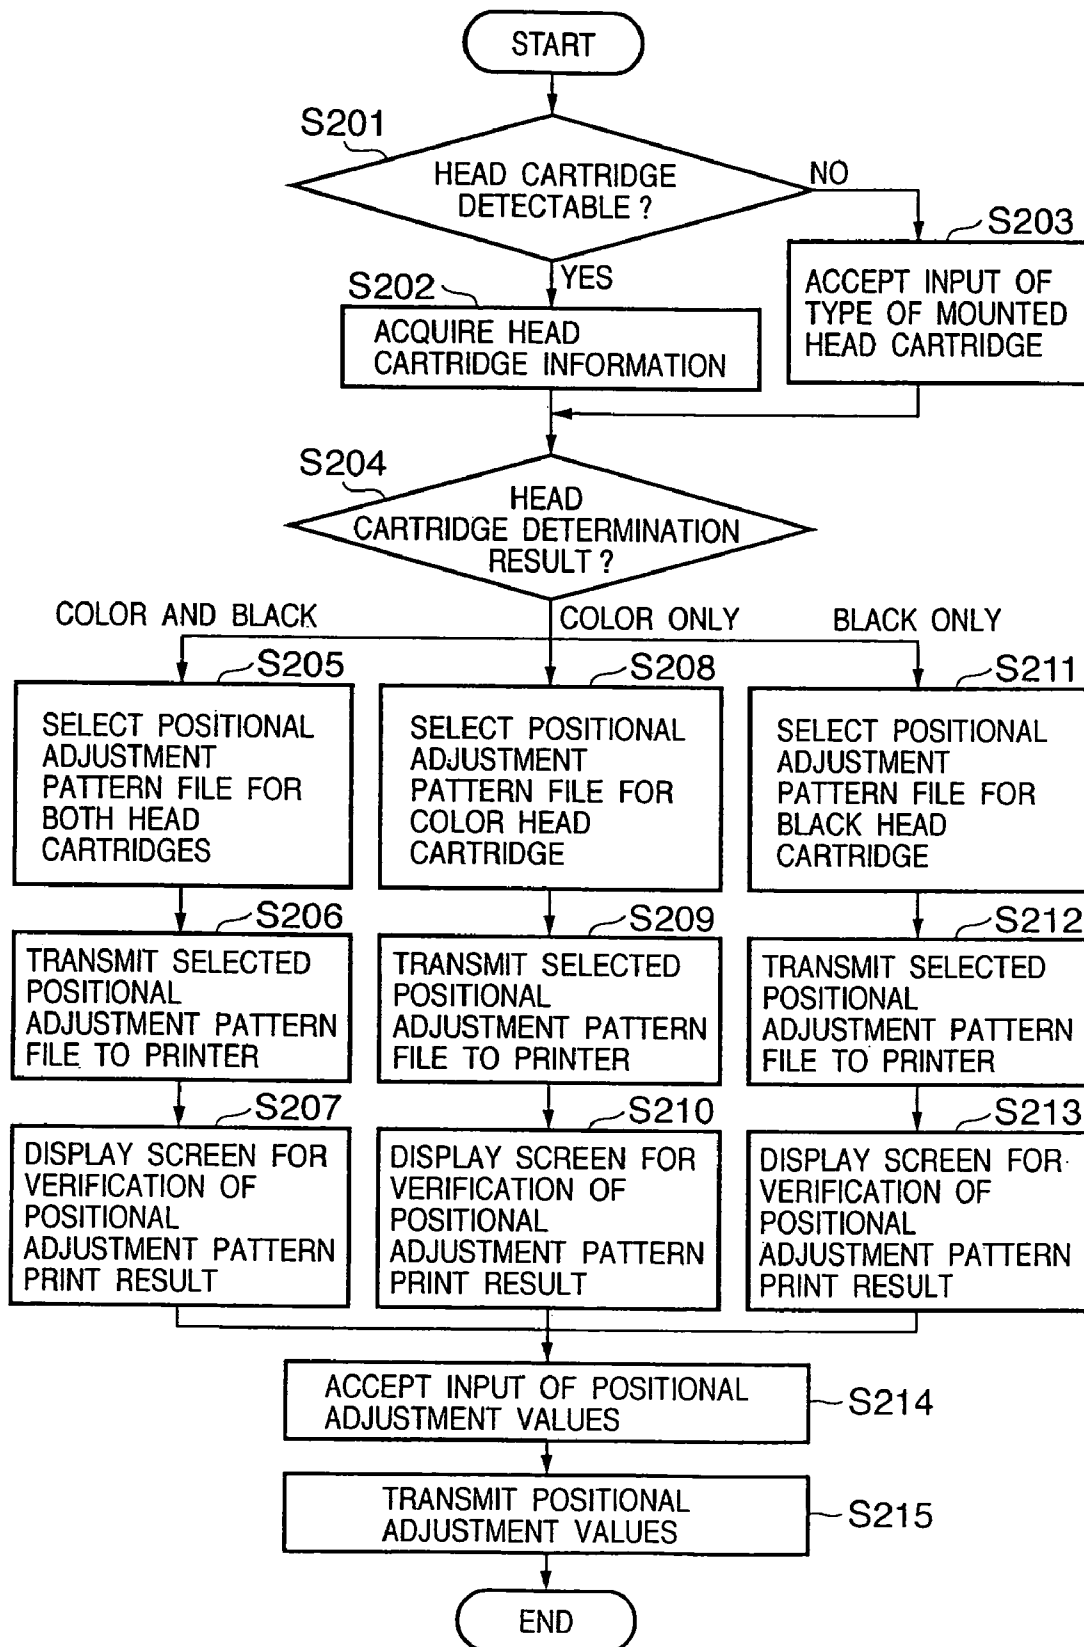 START
S201
HEAD CARTRIDGE
DETECTABLE ?
NO
S203
YES
S202
ACCEPT INPUT OF
TYPE OF MOUNTED
HEAD CARTRIDGE
ACQUIRE HEAD
CARTRIDGE INFORMATION
S204
HEAD
CARTRIDGE DETERMINATION
RESULT ?
COLOR AND BLACK
COLOR ONLY
BLACK ONLY
S205
SELECT POSITIONAL
ADJUSTMENT
PATTERN FILE FOR
BOTH HEAD
CARTRIDGES
S208
SELECT POSITIONAL
ADJUSTMENT
PATTERN FILE FOR
COLOR HEAD
CARTRIDGE
S211
SELECT POSITIONAL
ADJUSTMENT
PATTERN FILE FOR
BLACK HEAD
CARTRIDGE
S206
TRANSMIT SELECTED
POSITIONAL
ADJUSTMENT PATTERN
FILE TO PRINTER
S209
TRANSMIT SELECTED
POSITIONAL
ADJUSTMENT PATTERN
FILE TO PRINTER
S212
TRANSMIT SELECTED
POSITIONAL
ADJUSTMENT PATTERN
FILE TO PRINTER
S207
DISPLAY SCREEN FOR
VERIFICATION OF
POSITIONAL
ADJUSTMENT PATTERN
PRINT RESULT
S210
DISPLAY SCREEN FOR
VERIFICATION OF
POSITIONAL
ADJUSTMENT PATTERN
PRINT RESULT
S213
DISPLAY SCREEN FOR
VERIFICATION OF
POSITIONAL
ADJUSTMENT PATTERN
PRINT RESULT
ACCEPT INPUT OF POSITIONAL
ADJUSTMENT VALUES
S214
TRANSMIT POSITIONAL
ADJUSTMENT VALUES
S215
END